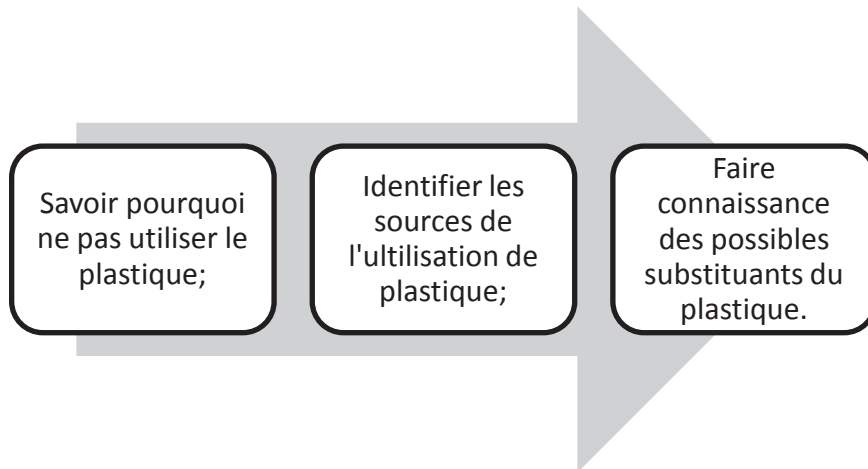 Savoir pourquoi
ne pas utiliser le
plastique;
Identifier les
sources de
l'ultilisation de
plastique;
Faire
connaissance
des possibles
substituants du
plastique.